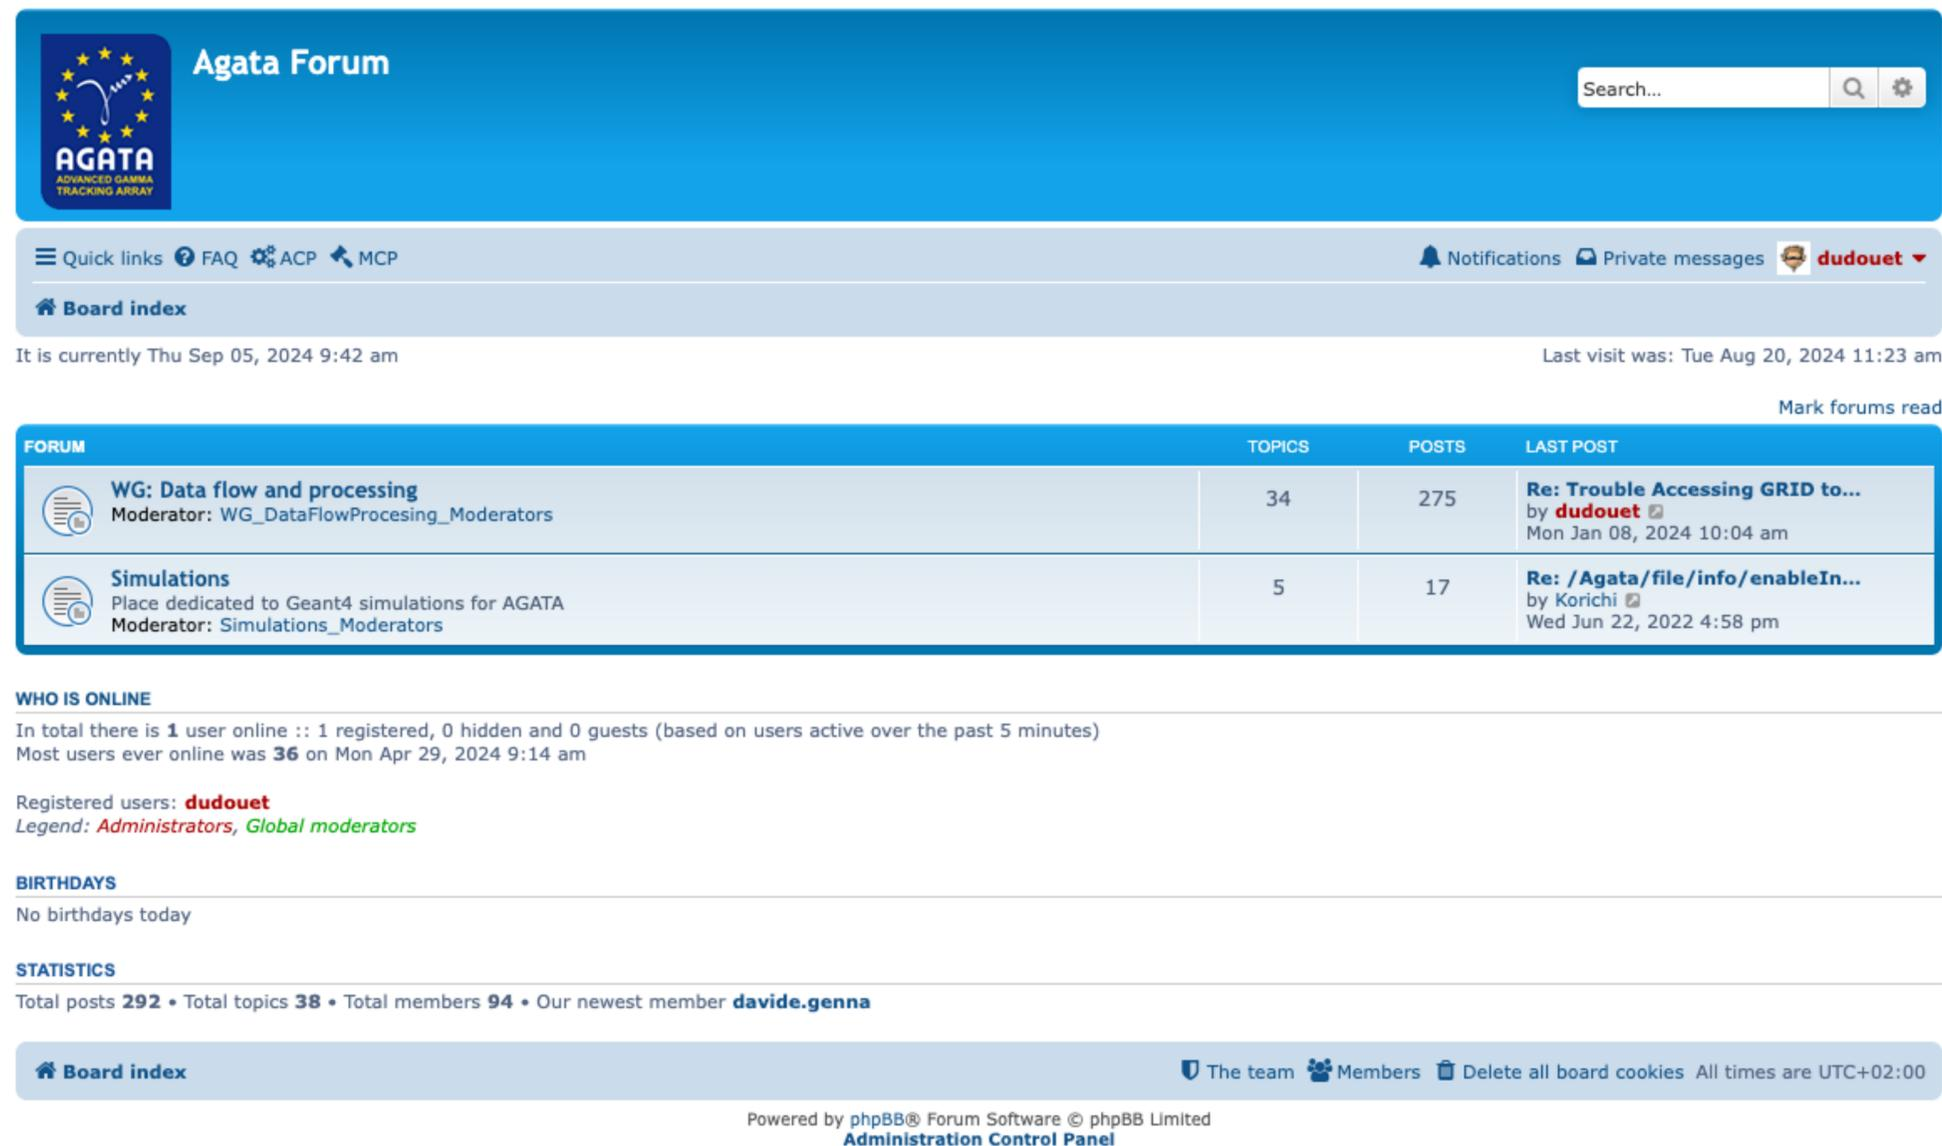 Agata Forum
AGATA
ADVANCED GAMMA
TRACKING ARRAY
Search...
Quick links FAQ ACP MCP
Notifications Private messages dudouet
Board index
It is currently Thu Sep 05, 2024 9:42 am
Last visit was: Tue Aug 20, 2024 11:23 am
Mark forums read
FORUM TOPICS POSTS LAST POST
WG: Data flow and processing
Moderator: WG_DataFlowProcesing_Moderators
34
275
Re: Trouble Accessing GRID to...
by dudouet
Mon Jan 08, 2024 10:04 am
Simulations
Place dedicated to Geant4 simulations for AGATA
Moderator: Simulations_Moderators
5
17
Re: /Agata/file/info/enableIn...
by Korichi
Wed Jun 22, 2022 4:58 pm
WHO IS ONLINE
In total there is 1 user online :: 1 registered, 0 hidden and 0 guests (based on users active over the past 5 minutes)
Most users ever online was 36 on Mon Apr 29, 2024 9:14 am
Registered users: dudouet
Legend: Administrators, Global moderators
BIRTHDAYS
No birthdays today
STATISTICS
Total posts 292 • Total topics 38 • Total members 94 • Our newest member davide.genna
Board index
The team Members Delete all board cookies All times are UTC+02:00
Powered by phpBB® Forum Software © phpBB Limited
Administration Control Panel